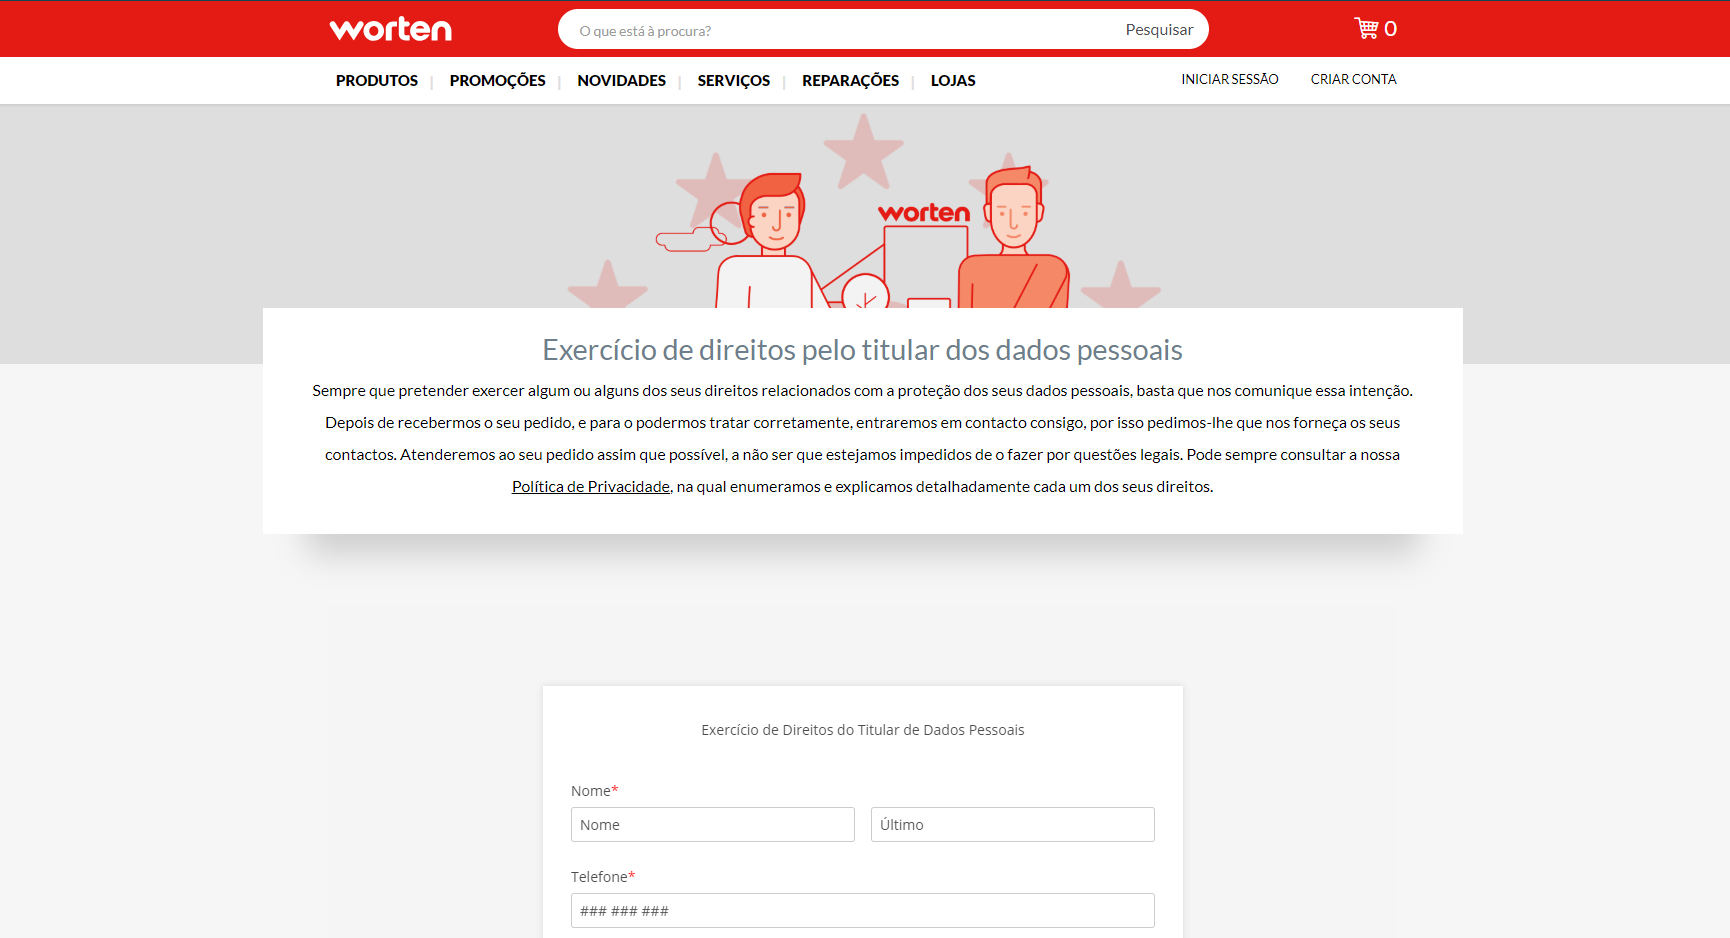 worten
O que está à procura?
Pesquisar
0
PRODUTOS | PROMOÇÕES | NOVIDADES | SERVIÇOS | REPARAÇÕES | LOJAS
INICIAR SESSÃO
CRIAR CONTA
worten
Exercício de direitos pelo titular dos dados pessoais
Sempre que pretender exercer algum ou alguns dos seus direitos relacionados com a proteção dos seus dados pessoais, basta que nos comunique essa intenção.
Depois de recebermos o seu pedido, e para o podermos tratar corretamente, entraremos em contacto consigo, por isso pedimos-lhe que nos forneça os seus
contactos. Atenderemos ao seu pedido assim que possível, a não ser que estejamos impedidos de o fazer por questões legais. Pode sempre consultar a nossa
Política de Privacidade, na qual enumeramos e explicamos detalhadamente cada um dos seus direitos.
Exercício de Direitos do Titular de Dados Pessoais
Nome*
Nome
Último
Telefone*
### ### ###